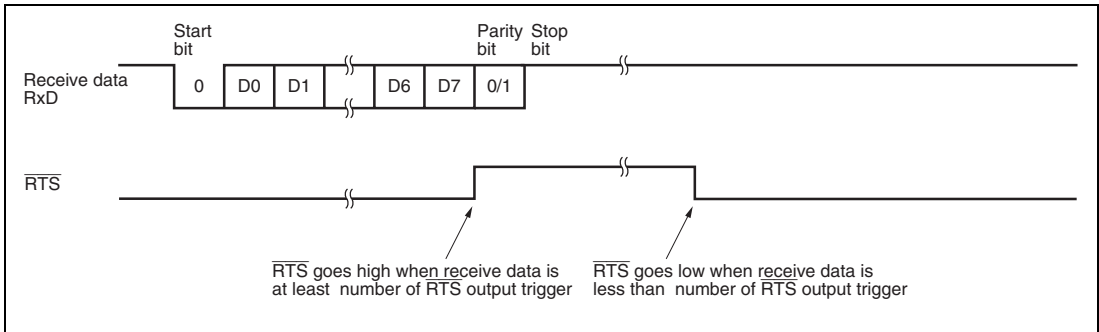 Start
bit
Parity
bit
Stop
bit
Receive data
RxD
0 D0 D1 D6 D7 0/1
RTS
RTS goes high when receive data is
at least number of RTS output trigger
RTS goes low when receive data is
less than number of RTS output trigger